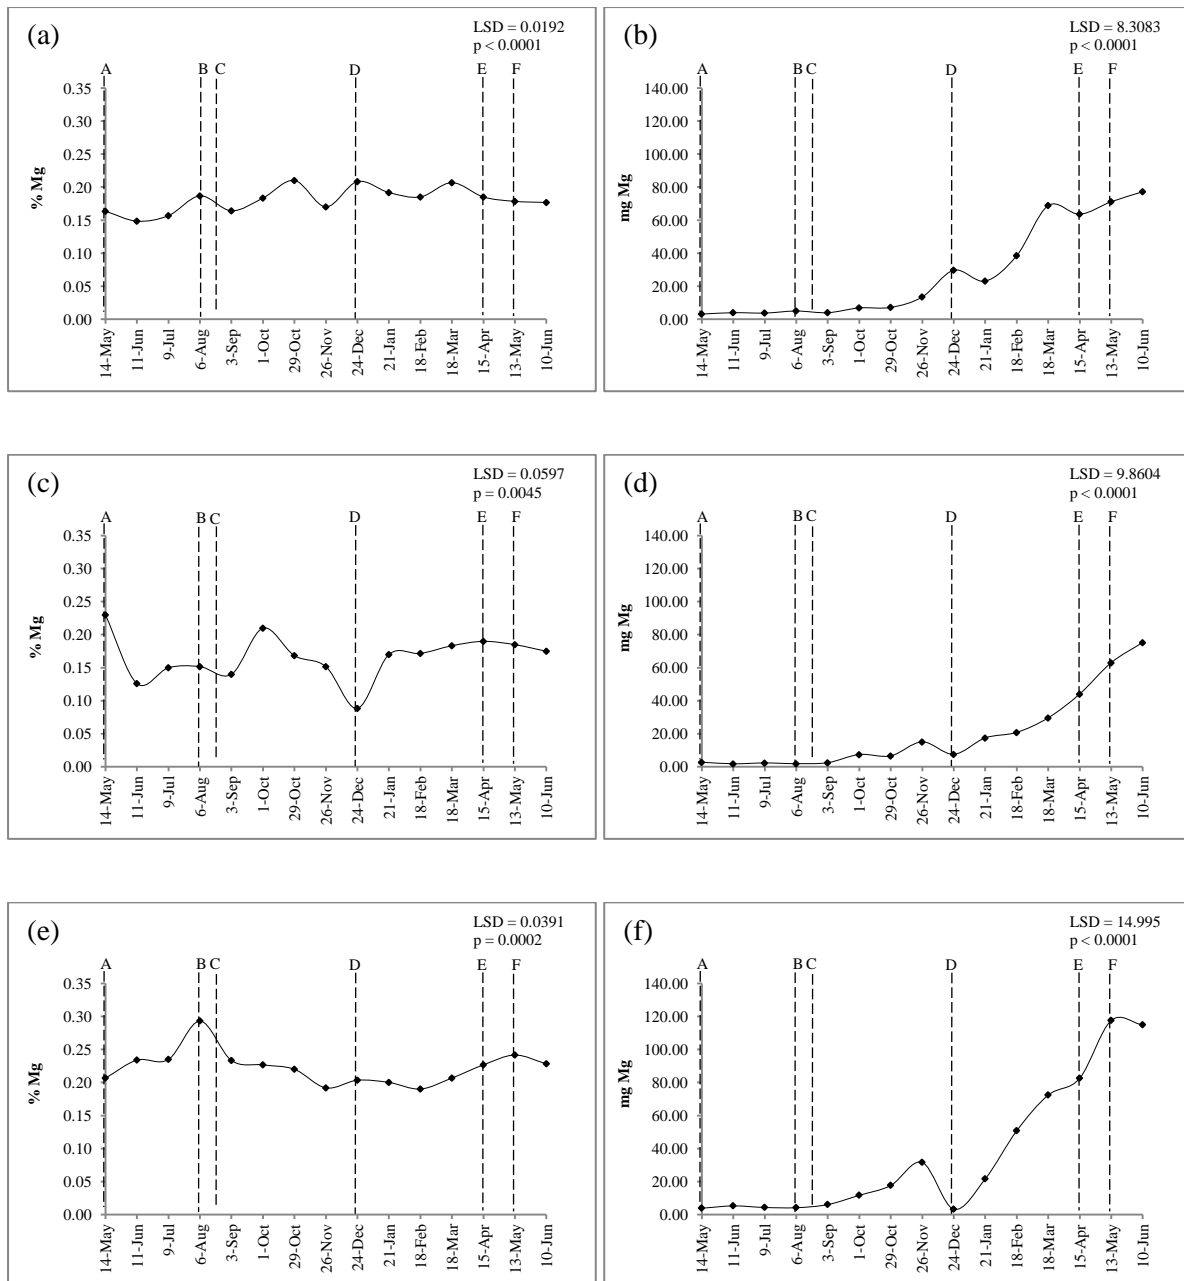 (a)
LSD = 0.0192
p < 0.0001
A B C D E F
0.35
0.30
0.25
0.20
0.15
0.10
0.05
0.00
% Mg
14-May 11-Jun 9-Jul 6-Aug 3-Sep 1-Oct 29-Oct 26-Nov 24-Dec 21-Jan 18-Feb 18-Mar 15-Apr 13-May 10-Jun
(b)
LSD = 8.3083
p < 0.0001
A B C D E F
140.00
120.00
100.00
80.00
60.00
40.00
20.00
0.00
mg Mg
14-May 11-Jun 9-Jul 6-Aug 3-Sep 1-Oct 29-Oct 26-Nov 24-Dec 21-Jan 18-Feb 18-Mar 15-Apr 13-May 10-Jun
(c)
LSD = 0.0597
p = 0.0045
A B C D E F
0.35
0.30
0.25
0.20
0.15
0.10
0.05
0.00
% Mg
14-May 11-Jun 9-Jul 6-Aug 3-Sep 1-Oct 29-Oct 26-Nov 24-Dec 21-Jan 18-Feb 18-Mar 15-Apr 13-May 10-Jun
(d)
LSD = 9.8604
p < 0.0001
A B C D E F
140.00
120.00
100.00
80.00
60.00
40.00
20.00
0.00
mg Mg
14-May 11-Jun 9-Jul 6-Aug 3-Sep 1-Oct 29-Oct 26-Nov 24-Dec 21-Jan 18-Feb 18-Mar 15-Apr 13-May 10-Jun
(e)
LSD = 0.0391
p = 0.0002
A B C D E F
0.35
0.30
0.25
0.20
0.15
0.10
0.05
0.00
% Mg
14-May 11-Jun 9-Jul 6-Aug 3-Sep 1-Oct 29-Oct 26-Nov 24-Dec 21-Jan 18-Feb 18-Mar 15-Apr 13-May 10-Jun
(f)
LSD = 14.995
p < 0.0001
A B C D E F
140.00
120.00
100.00
80.00
60.00
40.00
20.00
0.00
mg Mg
14-May 11-Jun 9-Jul 6-Aug 3-Sep 1-Oct 29-Oct 26-Nov 24-Dec 21-Jan 18-Feb 18-Mar 15-Apr 13-May 10-Jun